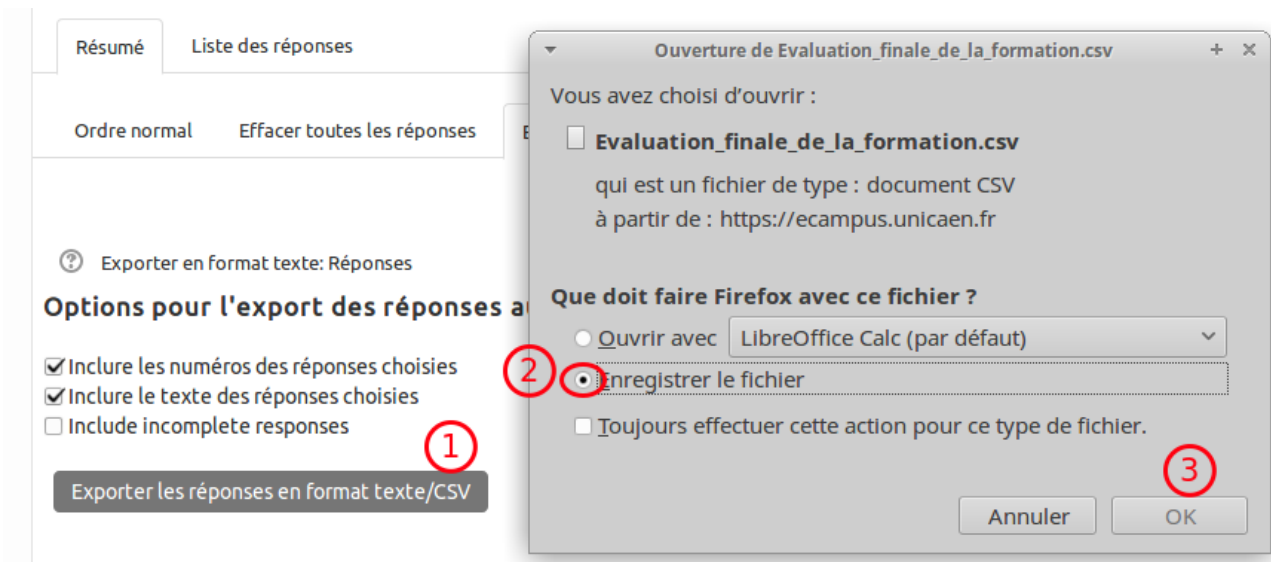 Résumé
Liste des réponses
Ordre normal
Effacer toutes les réponses
Exporter en format texte: Réponses
Options pour l'export des réponses
Inclure les numéros des réponses choisies
Inclure le texte des réponses choisies
Include incomplete responses
1
Exporter les réponses en format texte/CSV
Ouverture de Evaluation_finale_de_la_formation.csv
Vous avez choisi d’ouvrir :
Evaluation_finale_de_la_formation.csv
qui est un fichier de type : document CSV
à partir de : https://ecampus.unicaen.fr
Que doit faire Firefox avec ce fichier ?
Ouvrir avec LibreOffice Calc (par défaut)
2
Enregistrer le fichier
Toujours effectuer cette action pour ce type de fichier.
3
Annuler
OK